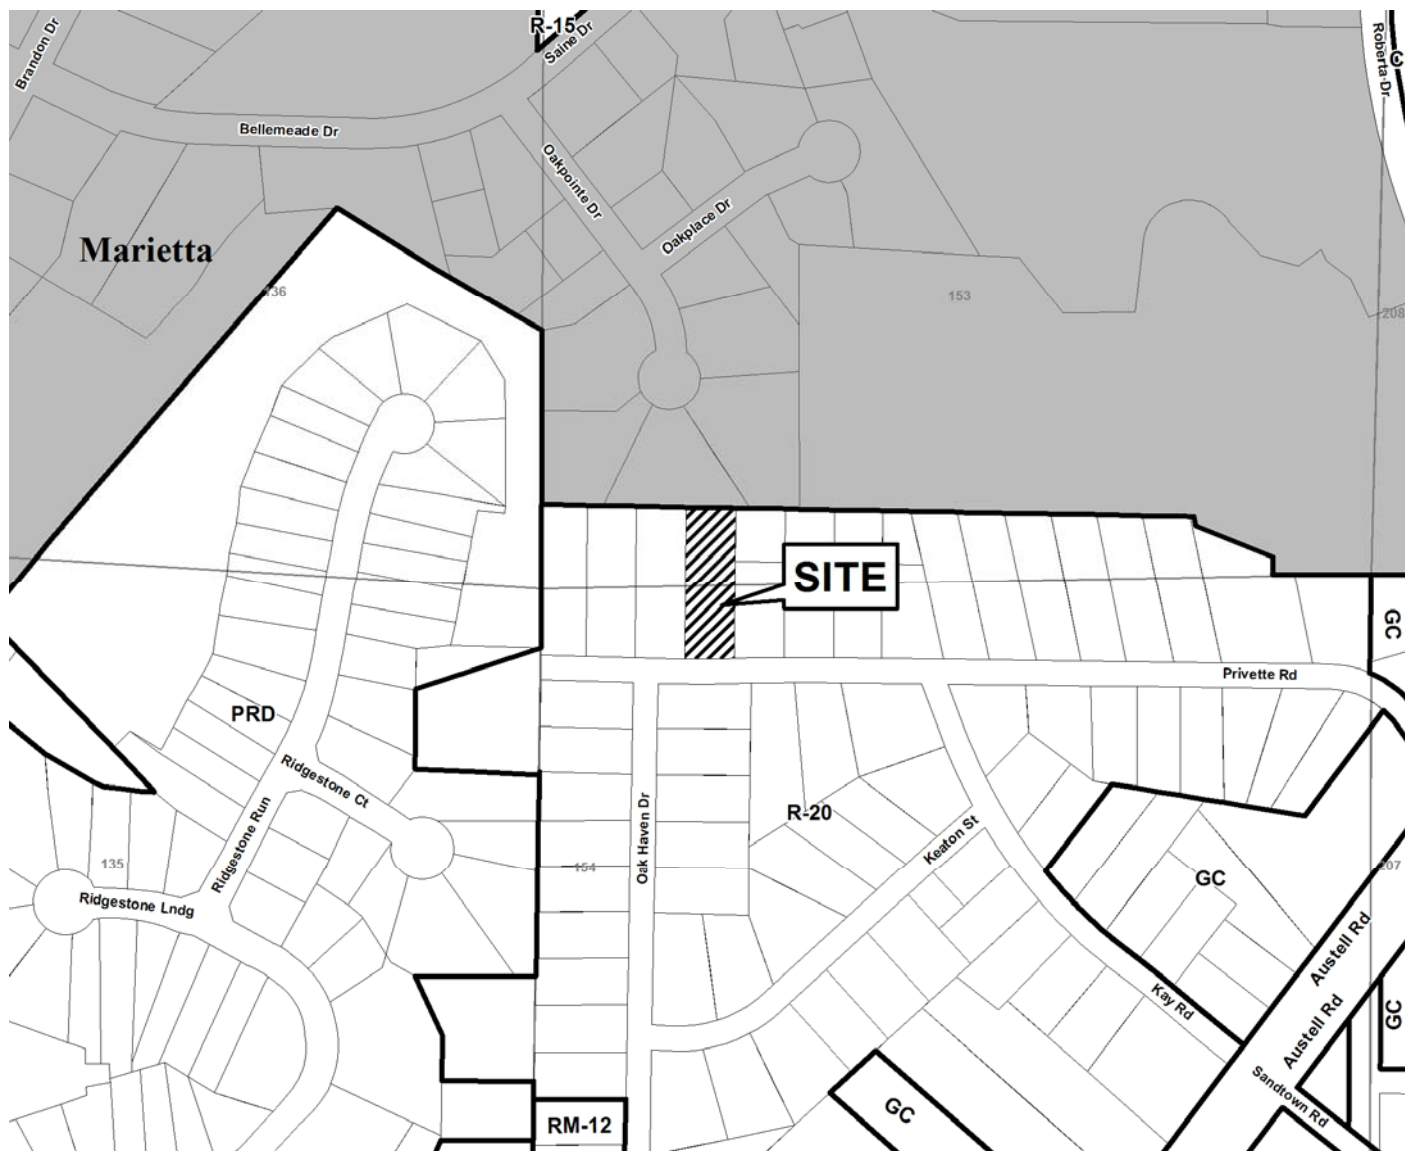 R-15
Saine Dr
Brandon Dr
Roberta Dr
C
Bellemeade Dr
Oakpointe Dr
Oakplace Dr
Marietta
136
153
208
SITE
GC
Privette Rd
PRD
Ridgestone Ct
R-20
Oak Haven Dr
Keaton St
Ridgestone Run
135
154
207
GC
Ridgestone Lndg
Austell Rd
Kay Rd
Austell Rd
GC
Sandtown Rd
GC
RM-12